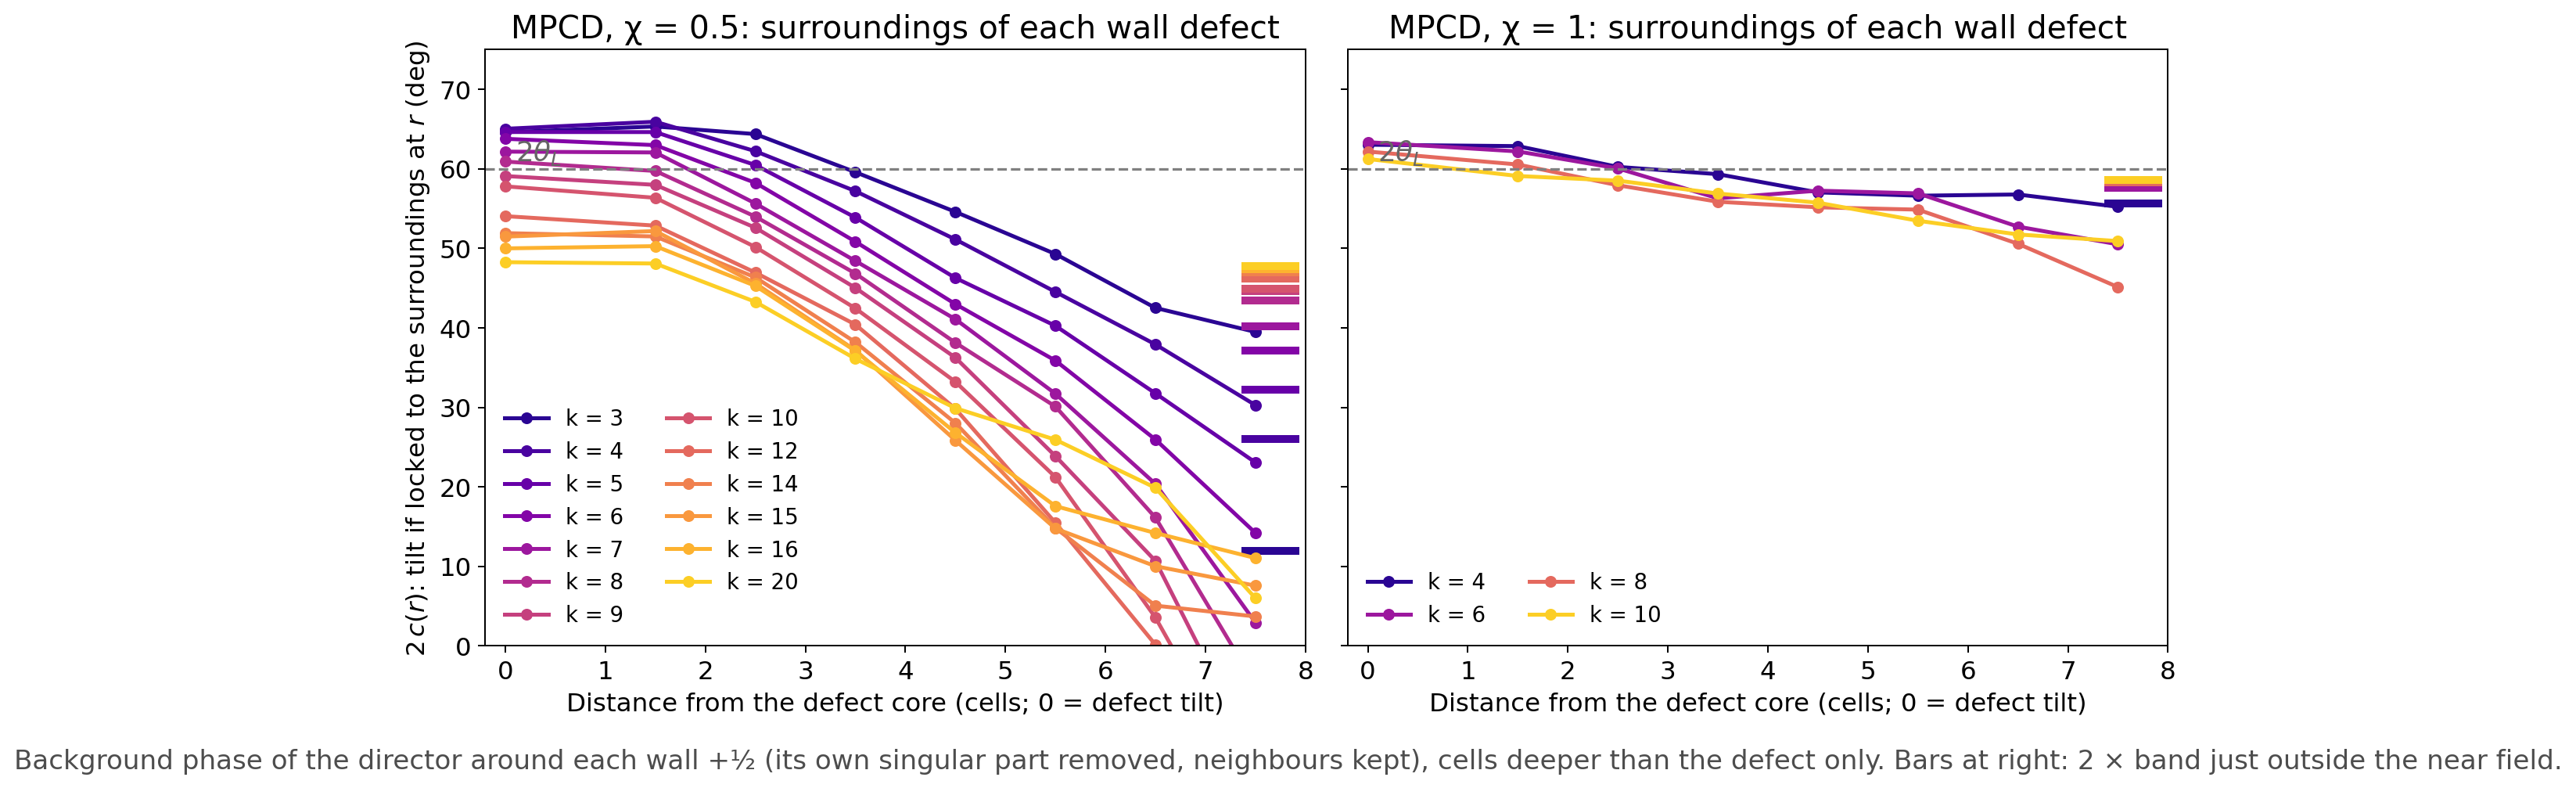 MPCD, χ = 0.5: surroundings of each wall defect
2 c(r): tilt if locked to the surroundings at r (deg)
70
60
50
40
30
20
10
0
2θL
k = 3
k = 4
k = 5
k = 6
k = 7
k = 8
k = 9
k = 10
k = 12
k = 14
k = 15
k = 16
k = 20
0 1 2 3 4 5 6 7 8
Distance from the defect core (cells; 0 = defect tilt)
MPCD, χ = 1: surroundings of each wall defect
2θL
k = 4
k = 6
k = 8
k = 10
0 1 2 3 4 5 6 7 8
Distance from the defect core (cells; 0 = defect tilt)
Background phase of the director around each wall +½ (its own singular part removed, neighbours kept), cells deeper than the defect only. Bars at right: 2 × band just outside the near field.